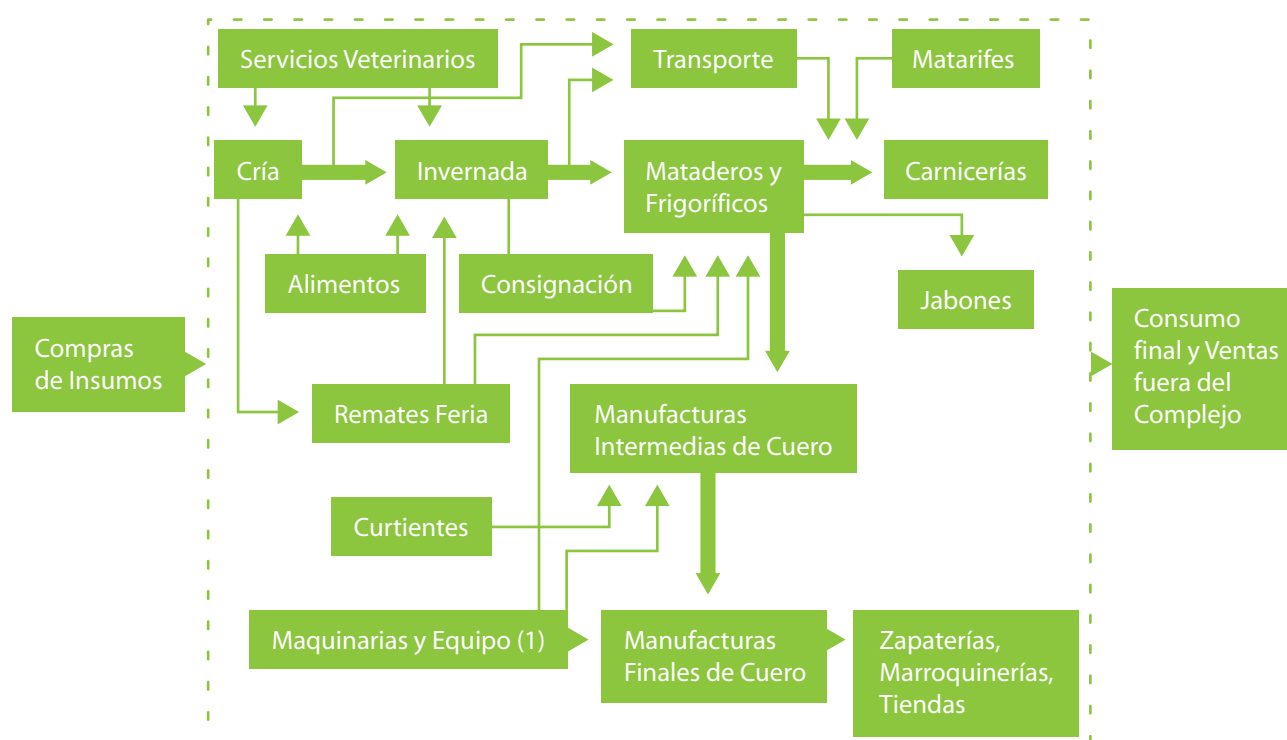 Servicios Veterinarios
Transporte
Matarifes
Cría
Invernada
Mataderos y
Frigoríficos
Carnicerías
Alimentos
Consignación
Jabones
Compras
de Insumos
Consumo
final y Ventas
fuera del
Complejo
Remates Feria
Manufacturas
Intermedias de Cuero
Curtientes
Maquinarias y Equipo (1)
Manufacturas
Finales de Cuero
Zapaterías,
Marroquinerías,
Tiendas